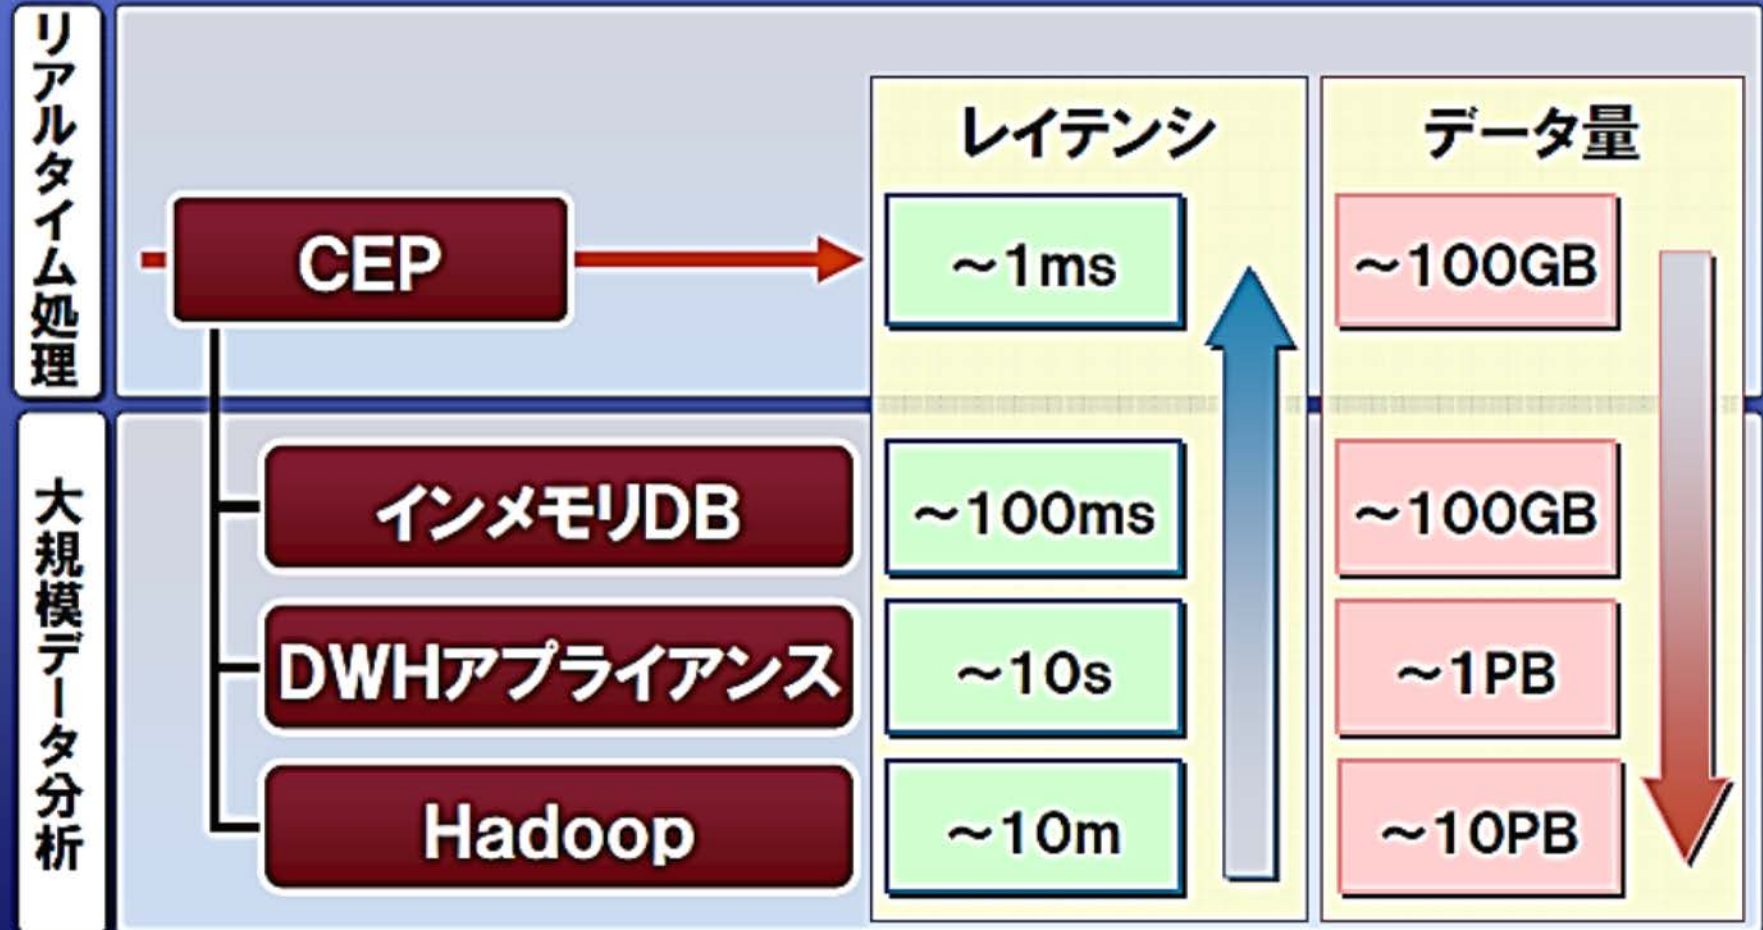 リアルタイム処理
レイテンシ
データ量
CEP
～1ms
～100GB
大規模データ分析
インメモリDB
～100ms
～100GB
DWHアプライアンス
～10s
～1PB
Hadoop
～10m
～10PB